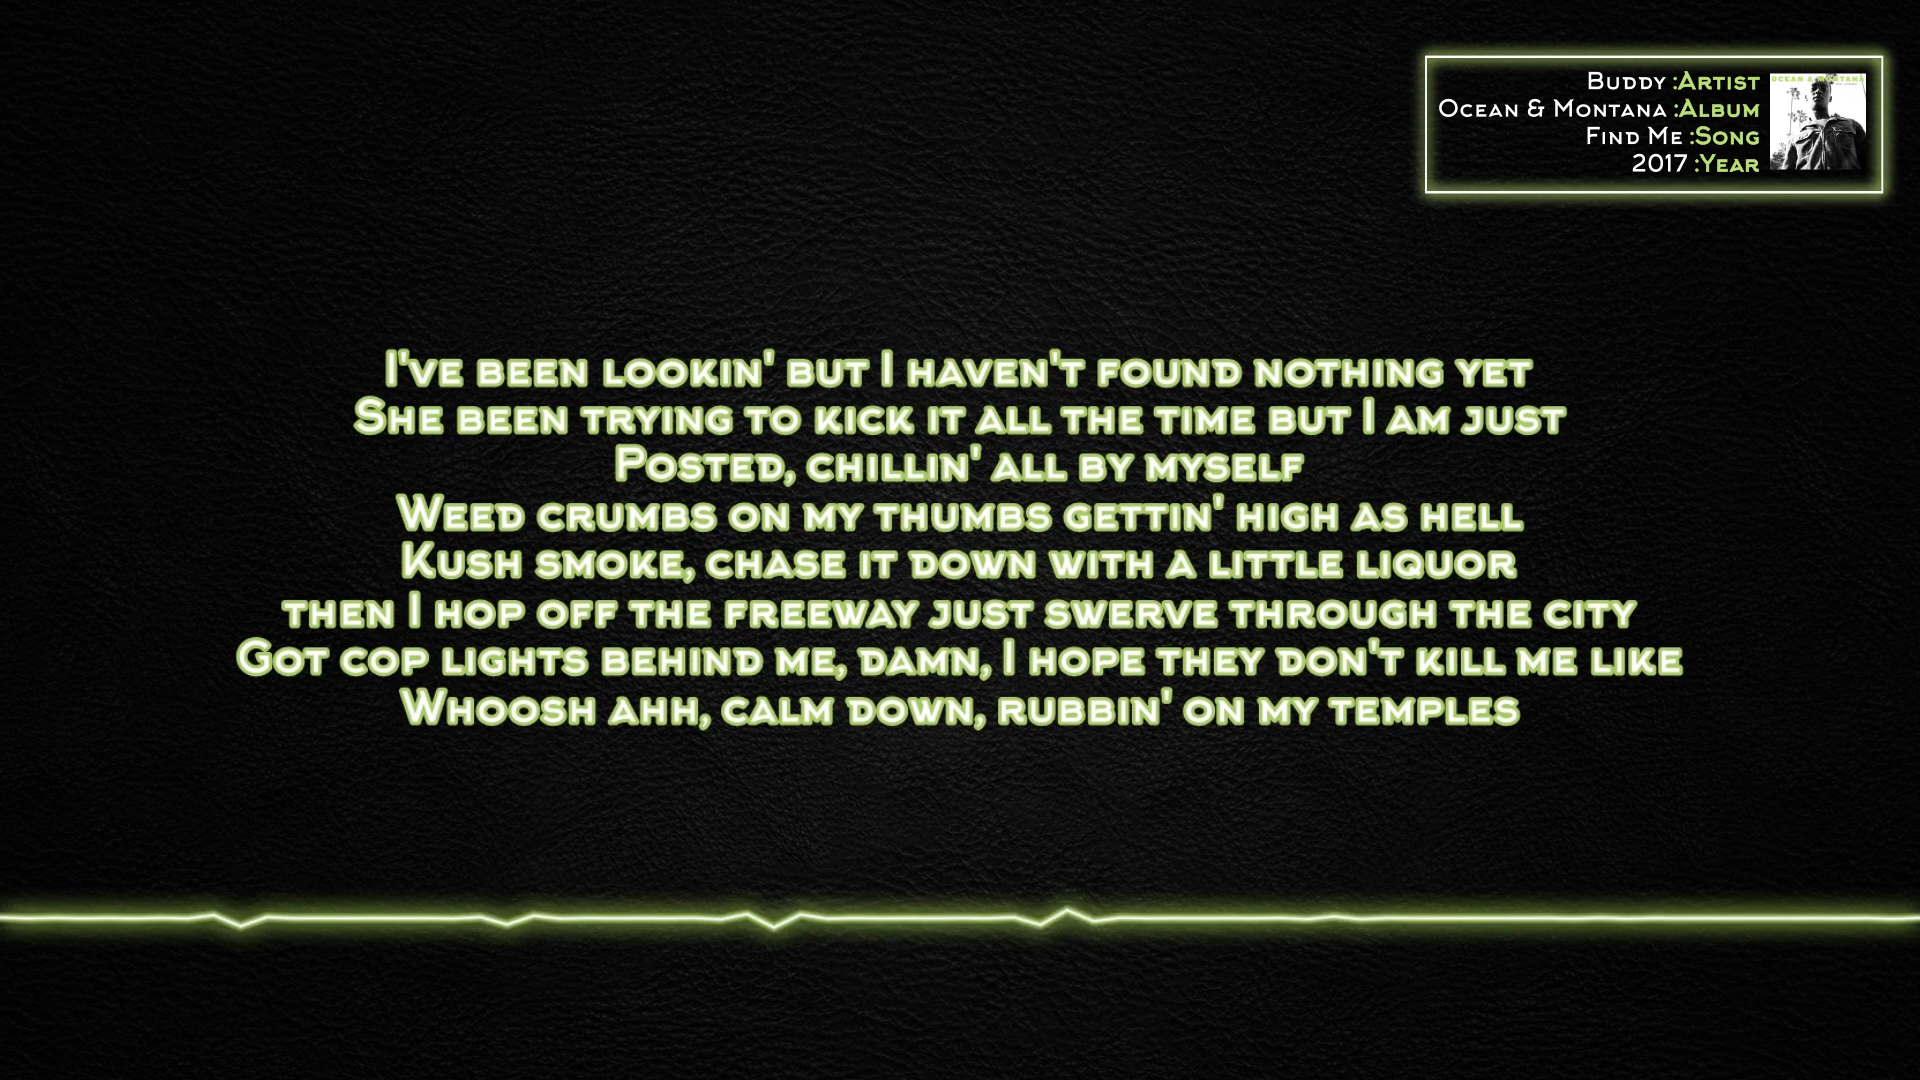 Buddy :Artist
Ocean & Montana :Album
Find Me :Song
2017 :Year
OCEAN & MONTANA
I've been lookin' but I haven't found nothing yet
She been trying to kick it all the time but I am just
Posted, chillin' all by myself
Weed crumbs on my thumbs gettin' high as hell
Kush smoke, chase it down with a little liquor
then I hop off the freeway just swerve through the city
Got cop lights behind me, damn, I hope they don't kill me like
Whoosh ahh, calm down, rubbin' on my temples